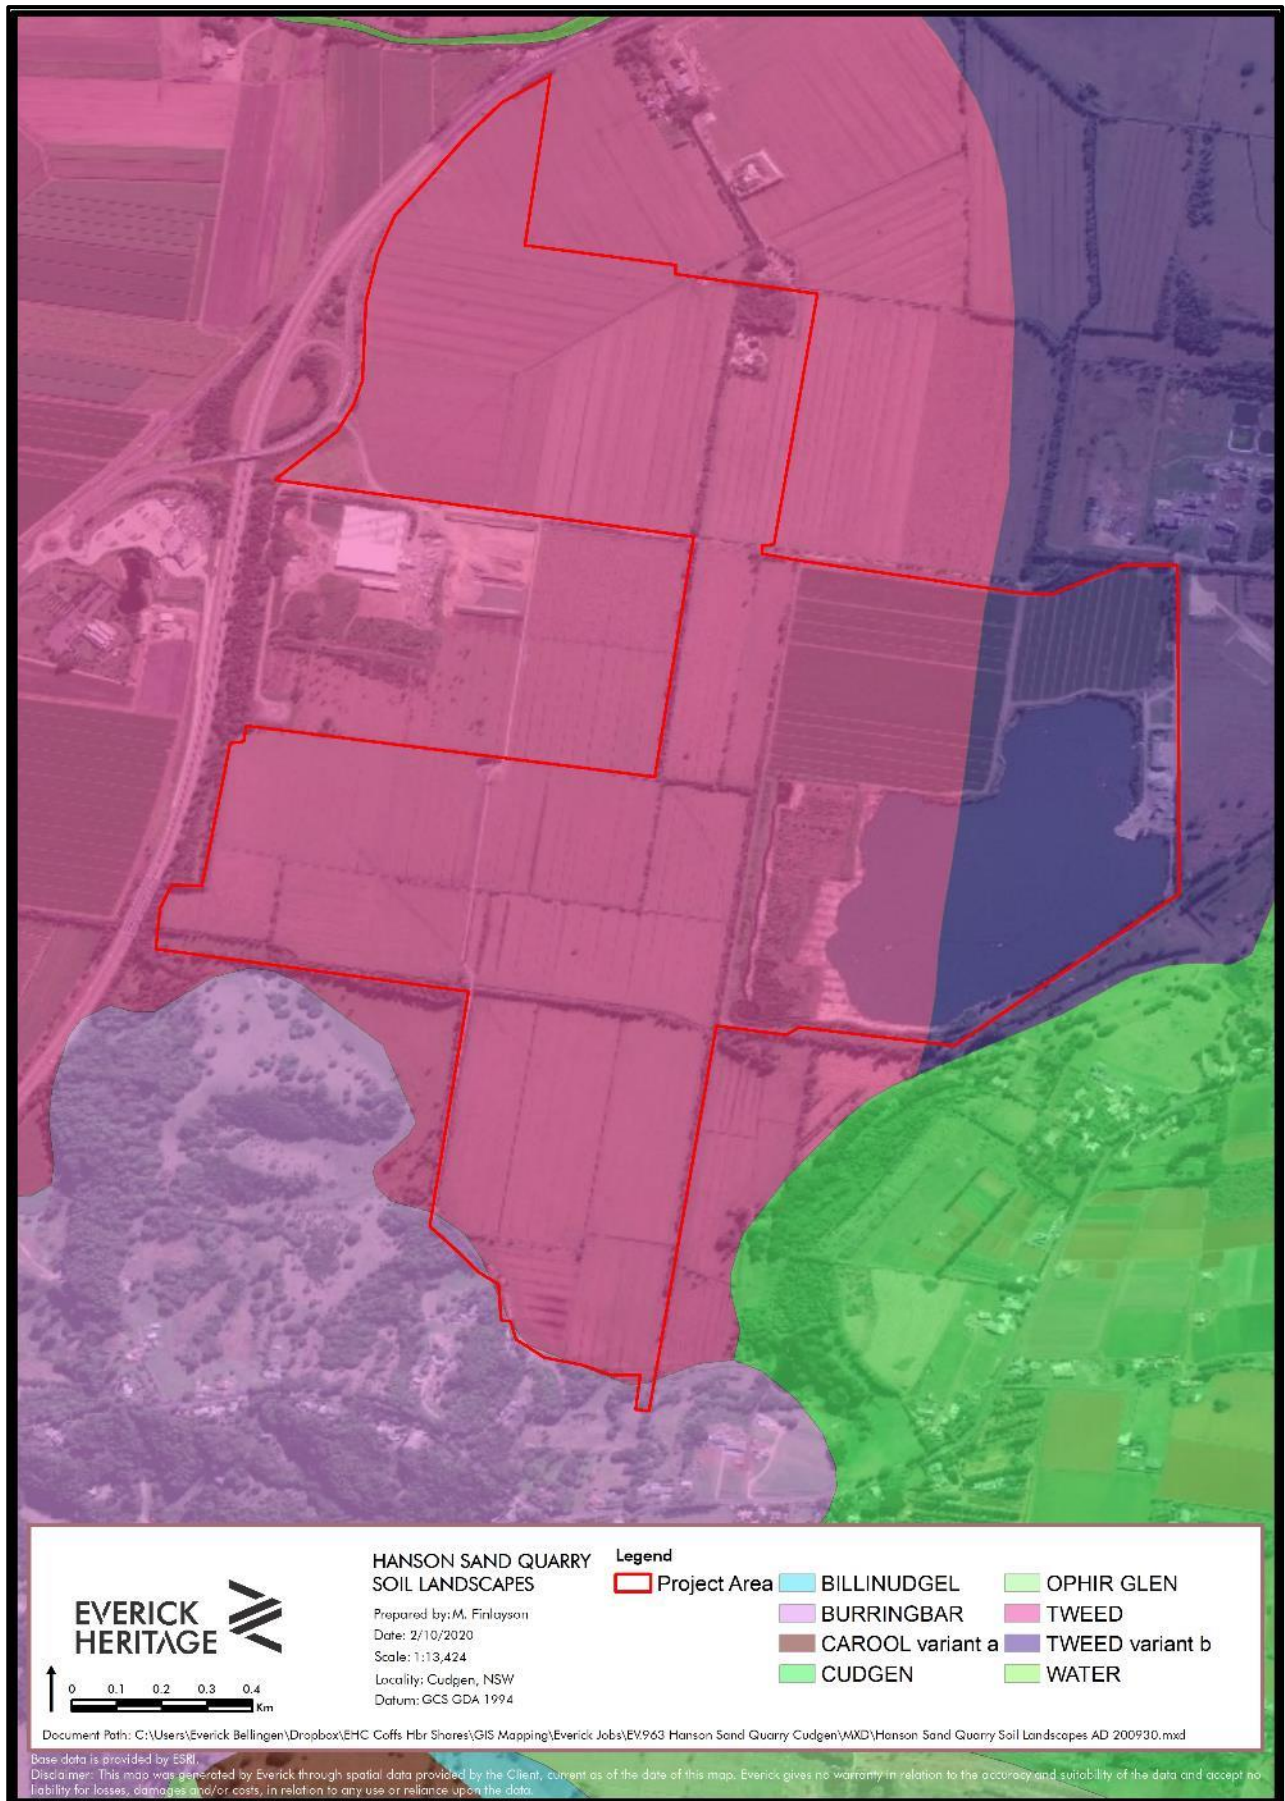 EVERICK
HERITAGE
0 0.1 0.2 0.3 0.4
Km
HANSON SAND QUARRY
SOIL LANDSCAPES
Prepared by: M. Finlayson
Date: 2/10/2020
Scale: 1:13,424
Locality: Cudgen, NSW
Datum: GCS GDA 1994
Legend
Project Area
BILLINUDGEL
BURRINGBAR
CAROOL variant a
CUDGEN
OPHIR GLEN
TWEED
TWEED variant b
WATER
Document Path: C:\Users\Everick Bellingen\Dropbox\EHC Coffs Hbr Shares\GIS Mapping\Everick Jobs\EV.963 Hanson Sand Quarry Cudgen\MXD\Hanson Sand Quarry Soil Landscapes AD 200930.mxd
Base data is provided by ESRI.
Disclaimer: This map was generated by Everick through spatial data provided by the Client, current as of the date of this map. Everick gives no warranty in relation to the accuracy and suitability of the data and accept no
liability for losses, damages and/or costs, in relation to any use or reliance upon the data.